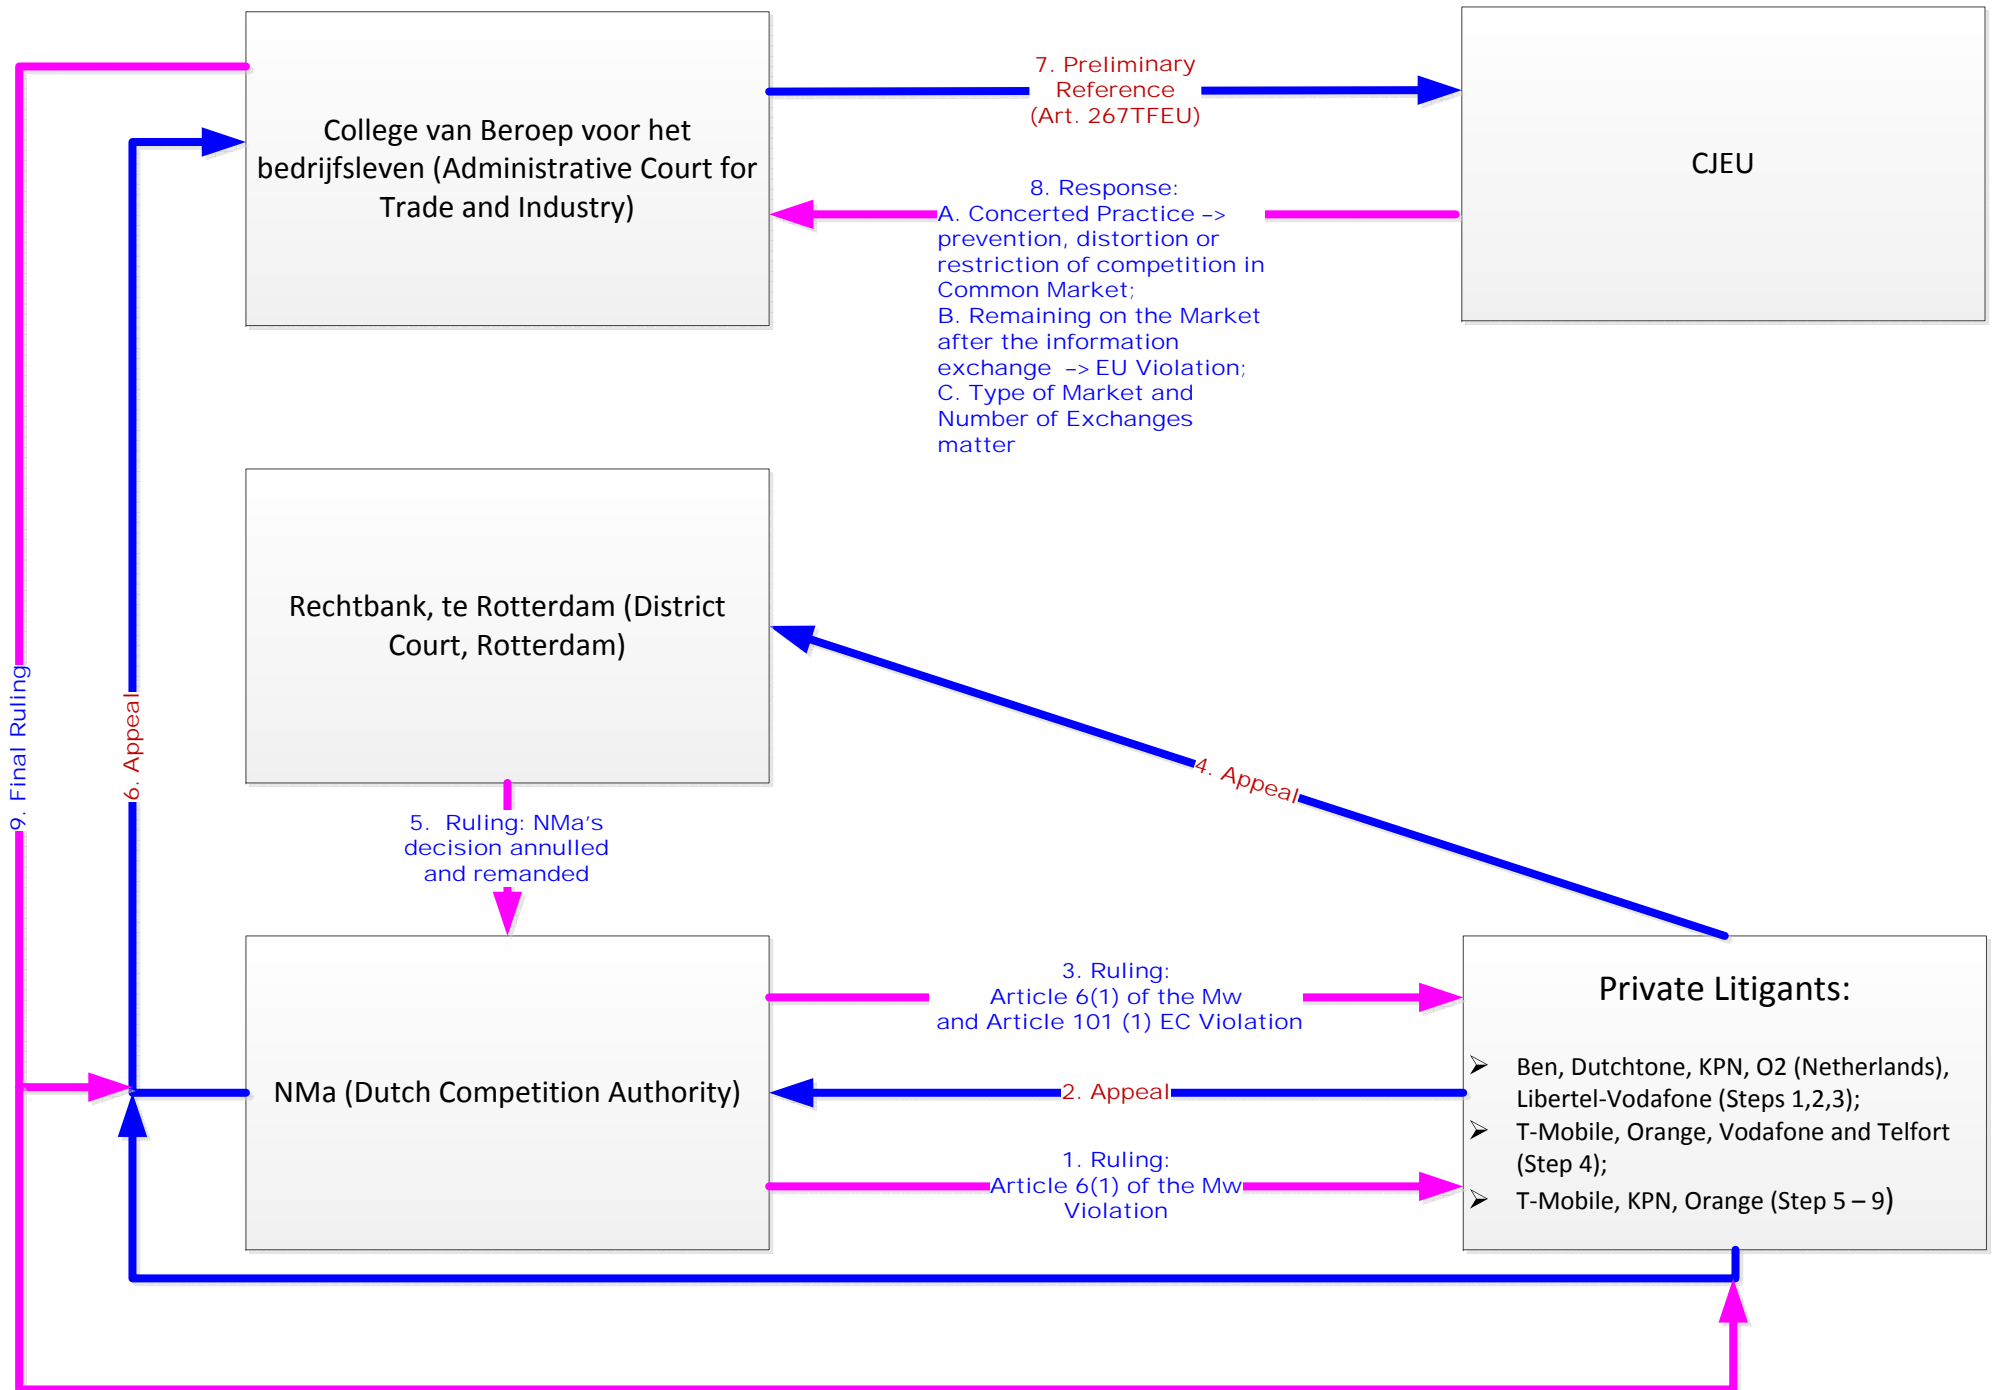 College van Beroep voor het
bedrijfsleven (Administrative Court for
Trade and Industry)
7. Preliminary
Reference
(Art. 267TFEU)
CJEU
8. Response:
A. Concerted Practice –>
prevention, distortion or
restriction of competition in
Common Market;
B. Remaining on the Market
after the information
exchange –> EU Violation;
C. Type of Market and
Number of Exchanges
matter
Rechtbank, te Rotterdam (District
Court, Rotterdam)
9. Final Ruling
6. Appeal
4. Appeal
5. Ruling: NMa's
decision annulled
and remanded
NMa (Dutch Competition Authority)
3. Ruling:
Article 6(1) of the Mw
and Article 101 (1) EC Violation
2. Appeal
1. Ruling:
Article 6(1) of the Mw
Violation
Private Litigants:
➢ Ben, Dutchtone, KPN, O2 (Netherlands),
Libertel-Vodafone (Steps 1,2,3);
➢ T-Mobile, Orange, Vodafone and Telfort
(Step 4);
➢ T-Mobile, KPN, Orange (Step 5 – 9)